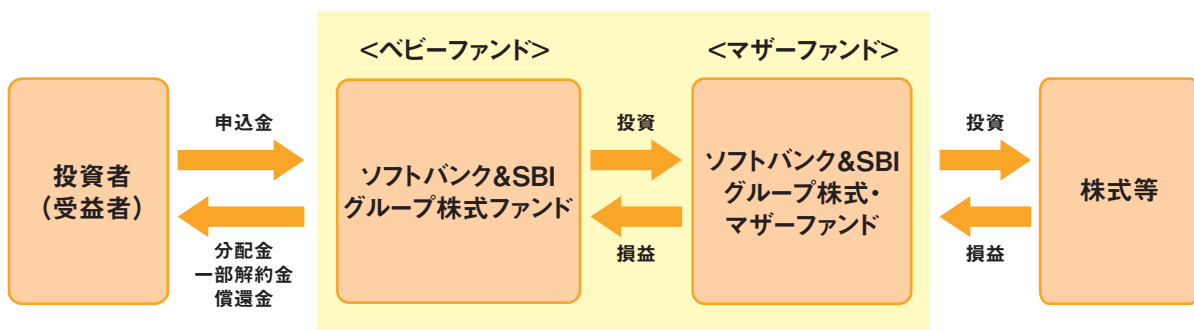 <ベビーファンド>
<マザーファンド>
投資者
（受益者）
申込金
分配金
一部解約金
償還金
ソフトバンク&SBI
グループ株式ファンド
投資
損益
ソフトバンク&SBI
グループ株式・
マザーファンド
投資
損益
株式等